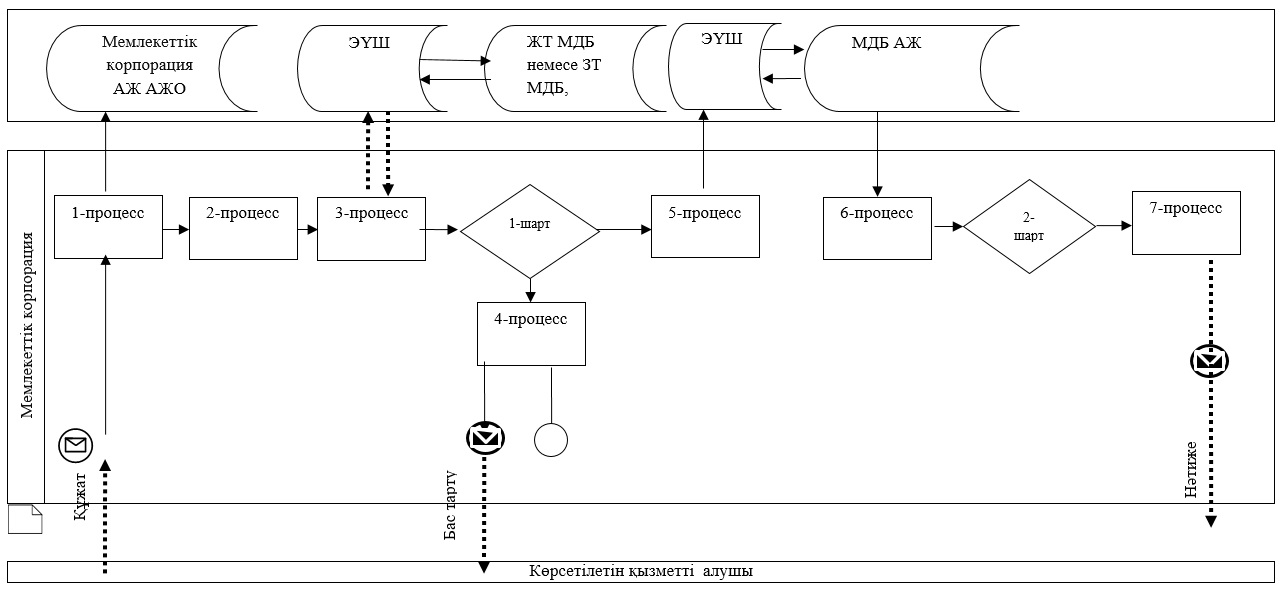 Мемлекеттік
корпорация
АЖ АЖО
ЭҮШ
ЖТ МДБ
немесе ЗТ
МДБ,
ЭҮШ
МДБ АЖ
Мемлекеттік корпорация
1-процесс
2-процесс
3-процесс
1-шарт
5-процесс
6-процесс
2-
шарт
7-процесс
4-процесс
Құжат
Бас тарту
Нәтиже
Көрсетілетін қызметті алушы